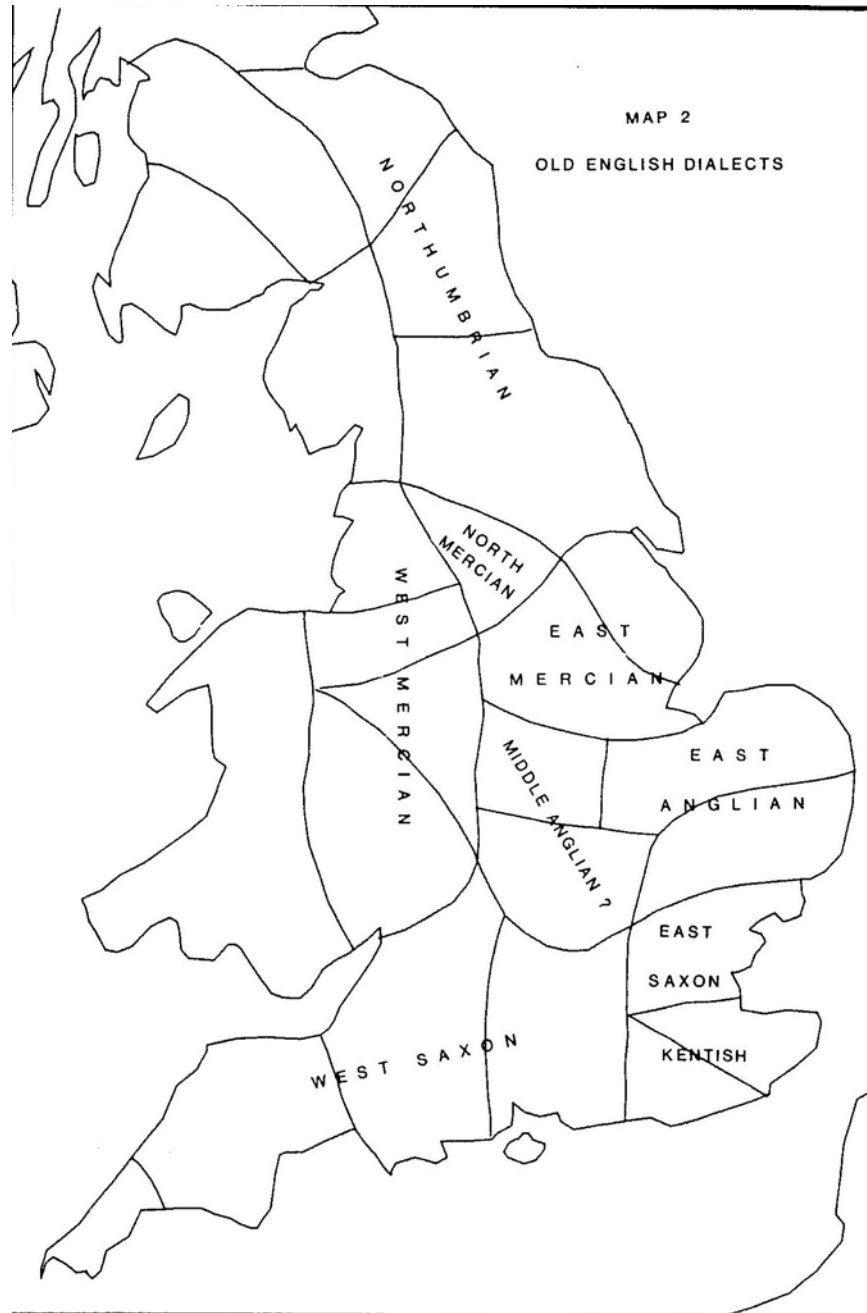 MAP 2
OLD ENGLISH DIALECTS
NORTHUMBRIAN
NORTH
MERCIAN
WEST MERCIAN
EAST
MERCIAN
MIDDLE ANGLIAN ?
EAST
ANGLIAN
EAST
SAXON
WEST SAXON
KENTISH